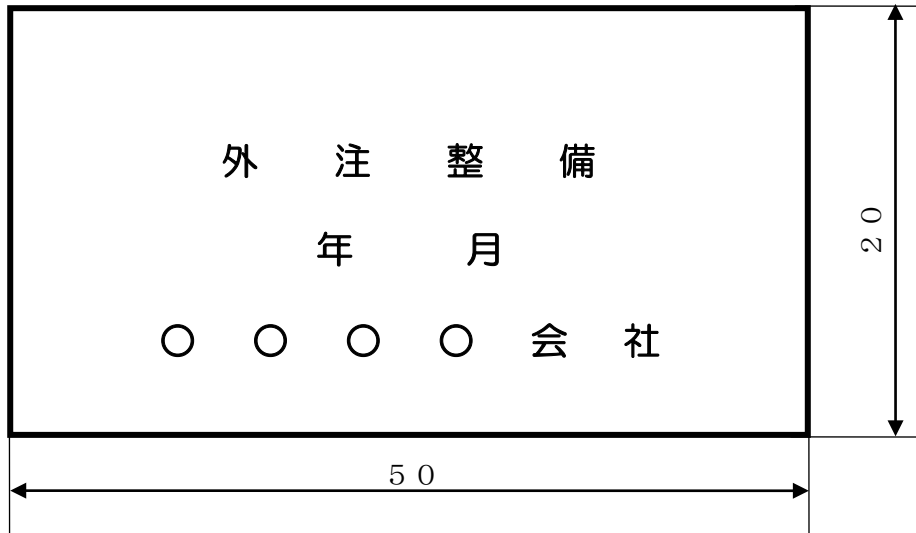 外 注 整 備
年 月
○ ○ ○ ○ 会 社
２０
５０